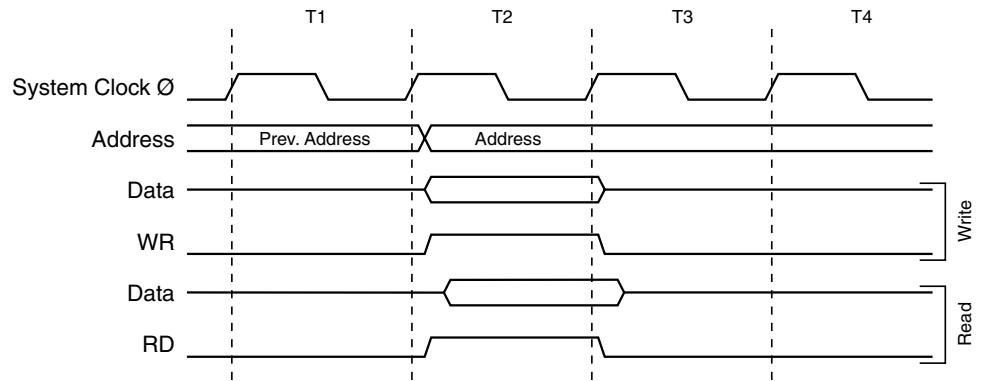 T1 T2 T3 T4
System Clock Ø
Address Prev. Address Address
Data
WR
Write
Data
RD
Read